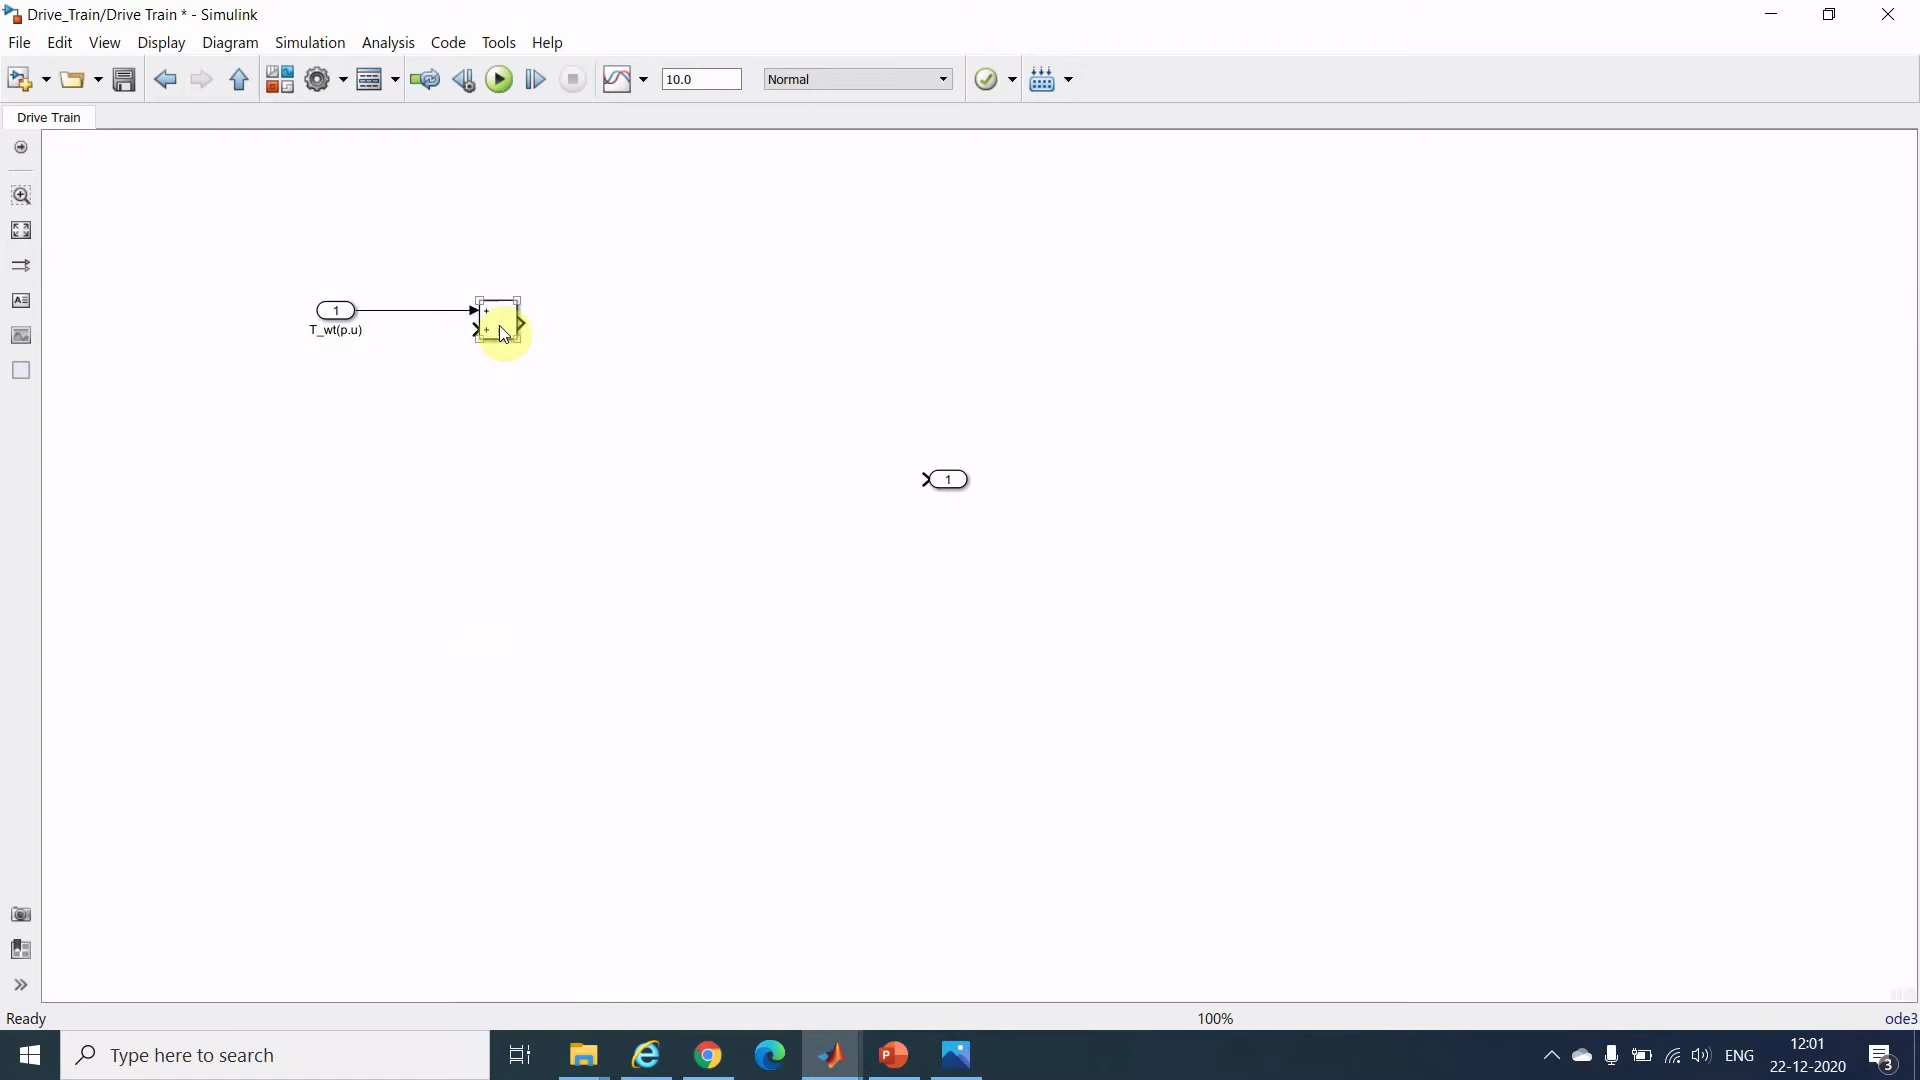 Drive_Train/Drive Train * - Simulink
File Edit View Display Diagram Simulation Analysis Code Tools Help
10.0 Normal
Drive Train
1
T_wt(p.u)
+
+
1
Ready 100% ode3
Type here to search
ENG
12:01
22-12-2020
3